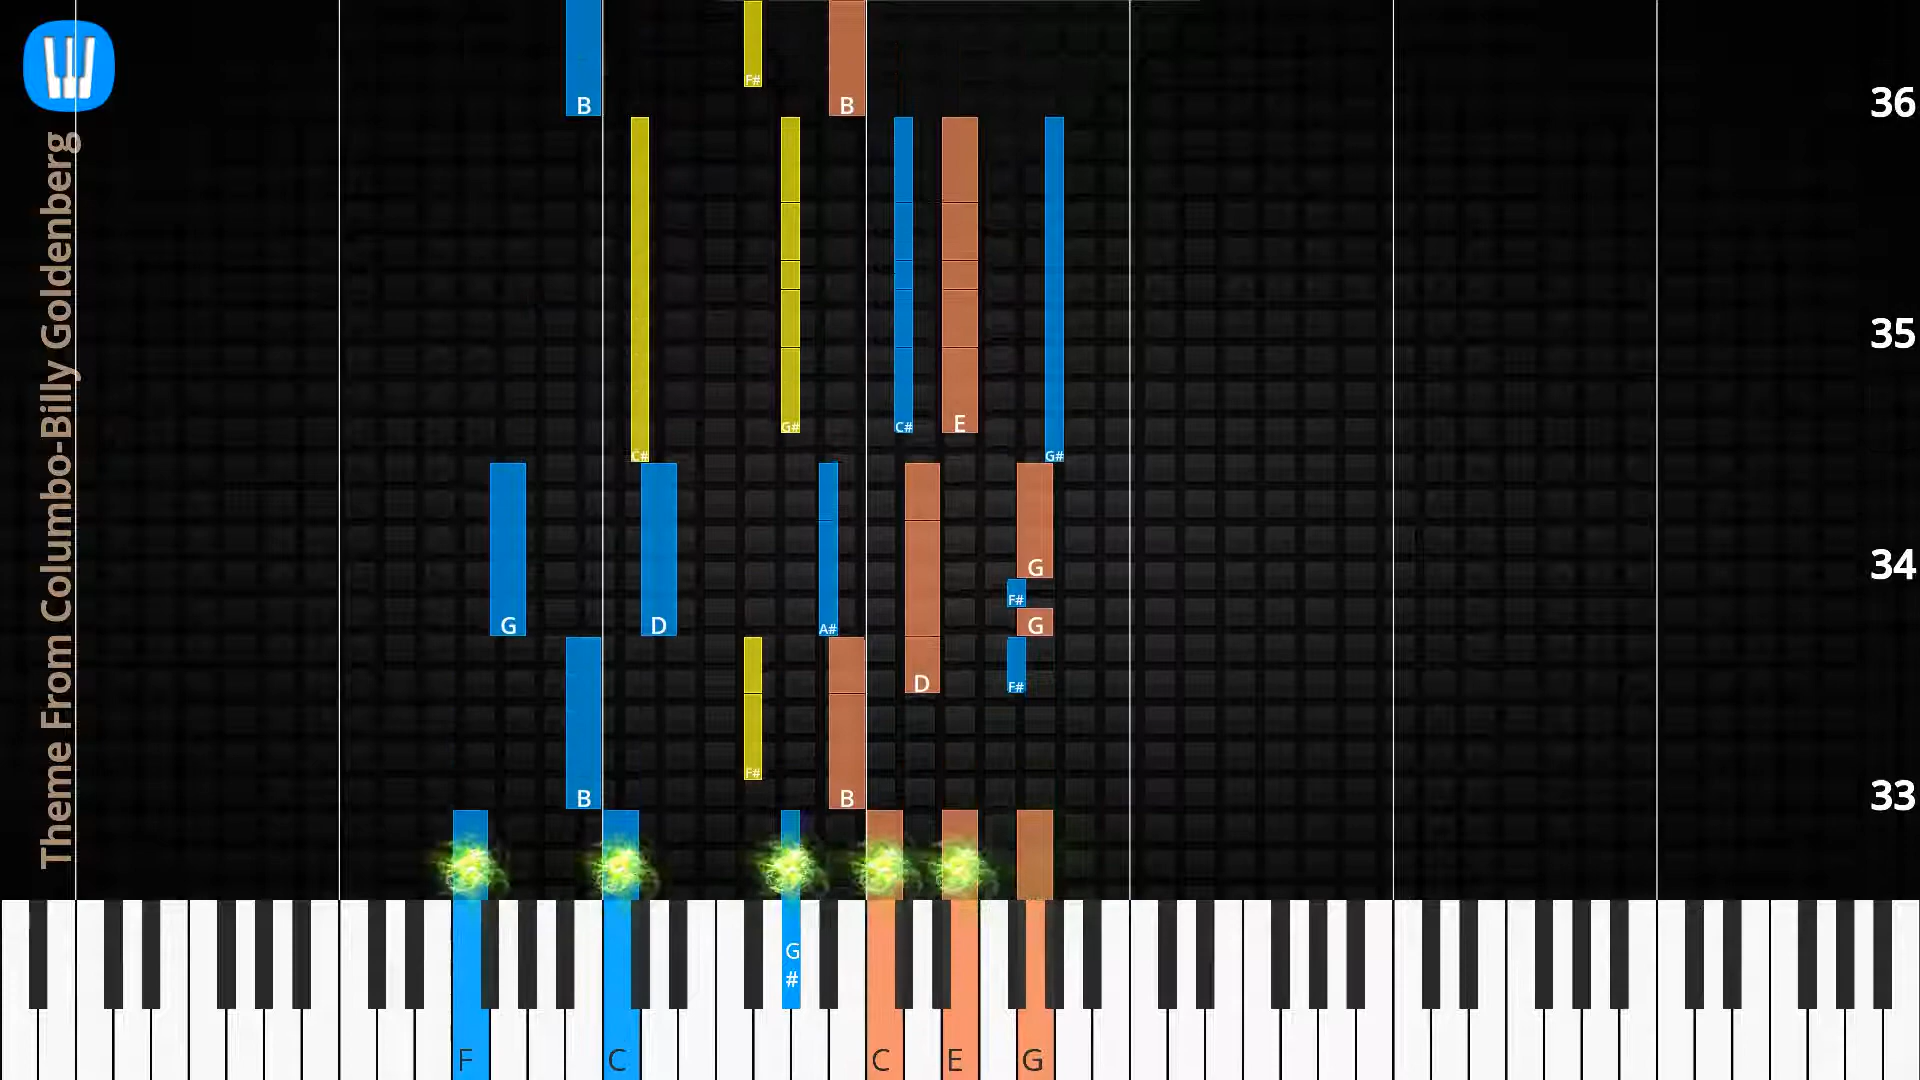 Theme From Columbo-Billy Goldenberg
B F# B
36
35
G# C# E
C# G#
34
G
F#
G D A# G
D F#
F#
B B
33
G
#
F C C E G